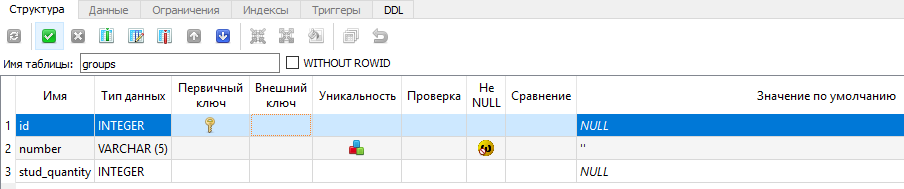 Структура Данные Ограничения Индексы Триггеры DDL
Имя таблицы: groups WITHOUT ROWID
Имя Тип данных Первичный ключ Внешний ключ Уникальность Проверка Не NULL Сравнение Значение по умолчанию
1 id INTEGER NULL
2 number VARCHAR (5) ''
3 stud_quantity INTEGER NULL